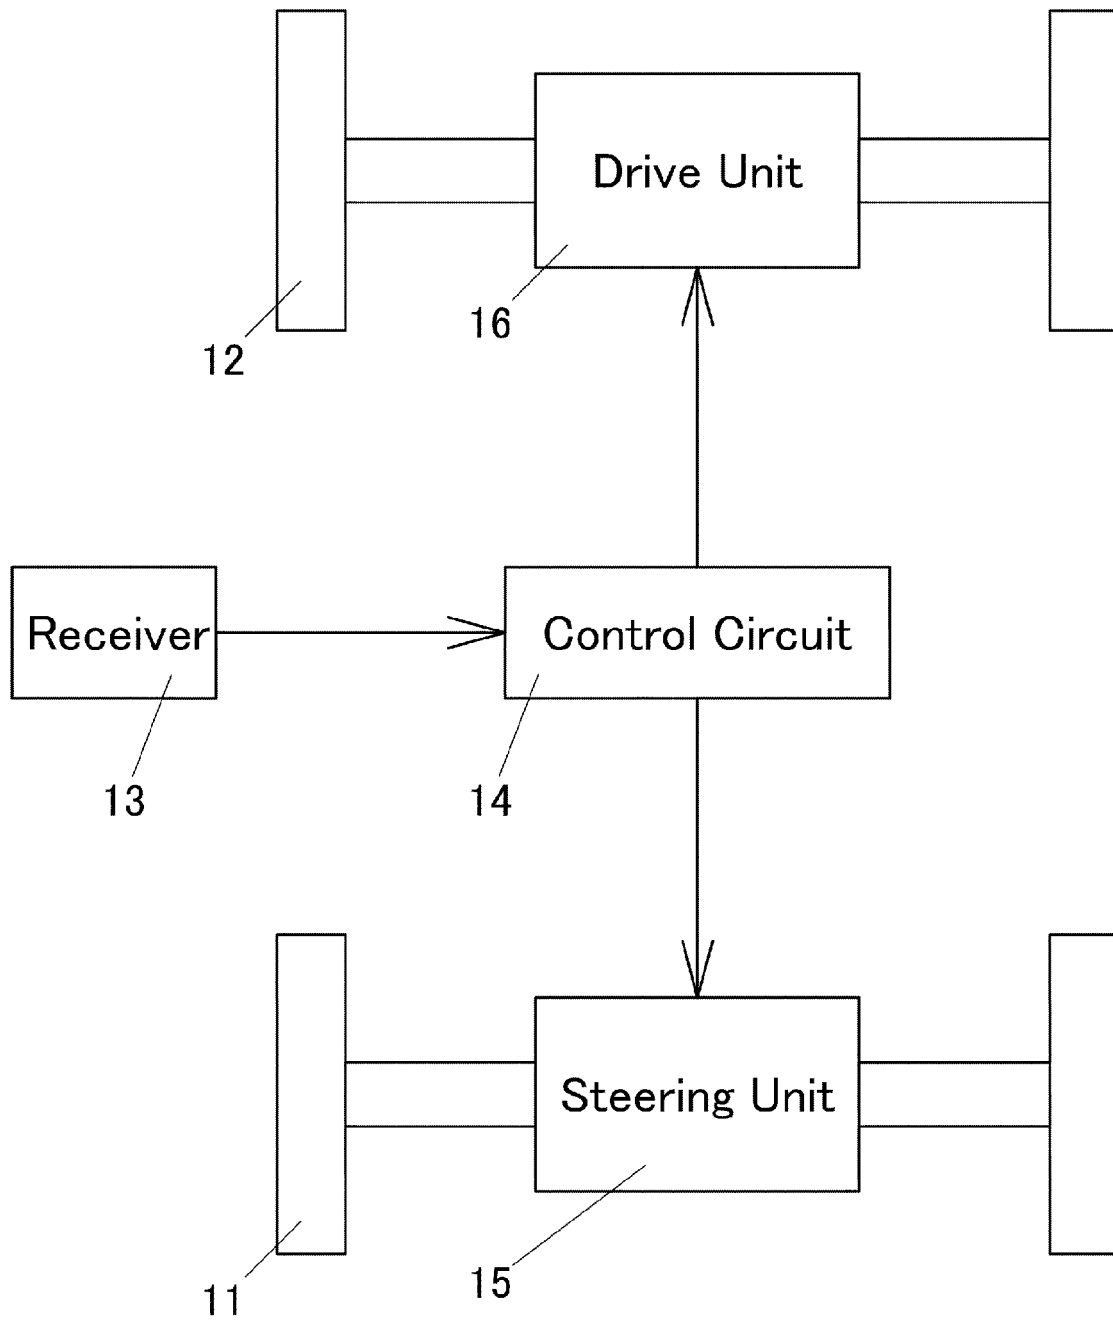 Drive Unit
16
12
Receiver
Control Circuit
13
14
Steering Unit
15
11